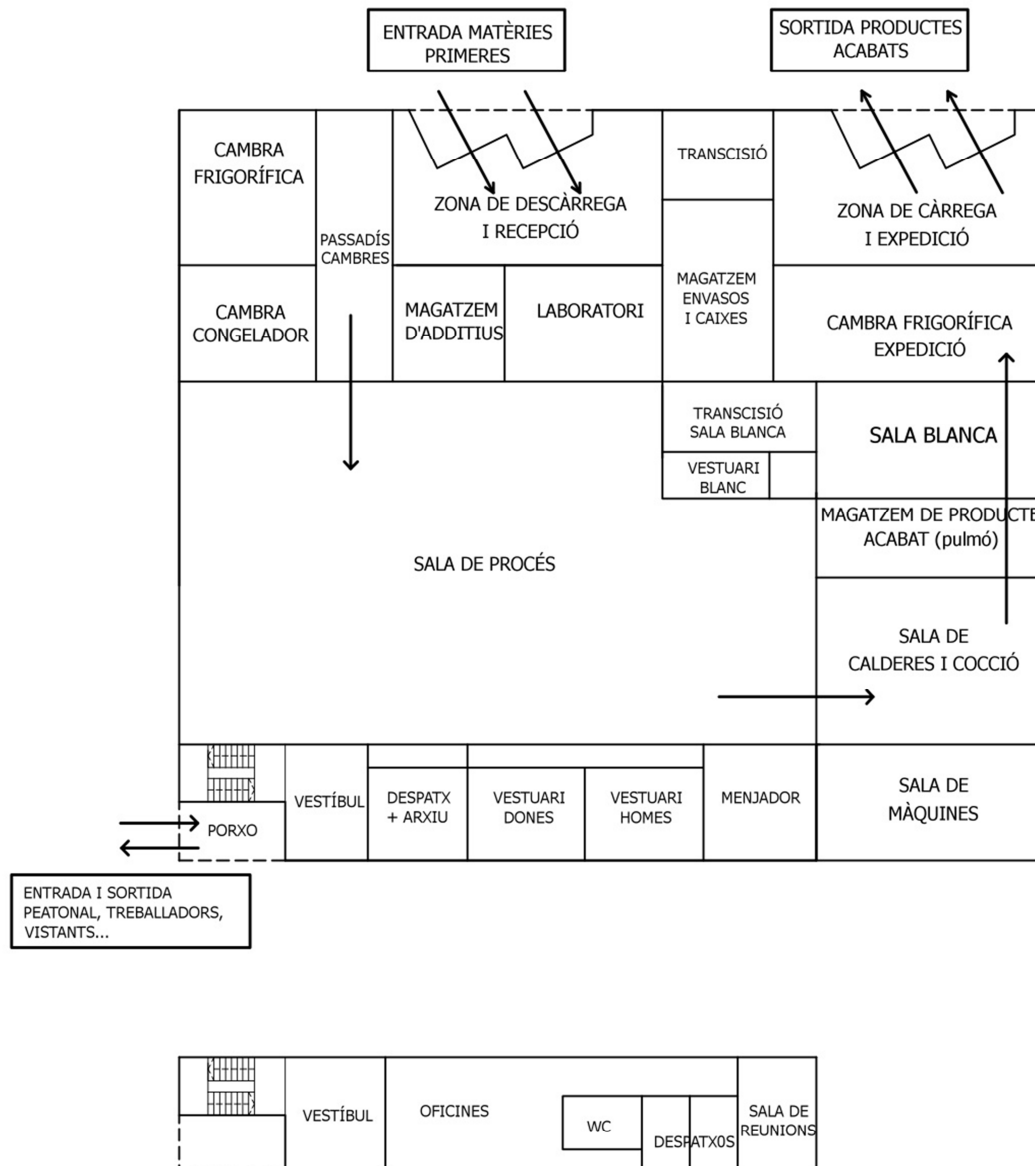 ENTRADA MATÈRIES
PRIMERES
SORTIDA PRODUCTES
ACABATS
CAMBRA
FRIGORÍFICA
PASSADÍS
CAMBRES
ZONA DE DESCÀRREGA
I RECEPCIÓ
TRANSCISIÓ
ZONA DE CÀRREGA
I EXPEDICIÓ
CAMBRA
CONGELADOR
MAGATZEM
D'ADDITIUS
LABORATORI
MAGATZEM
ENVASOS
I CAIXES
CAMBRA FRIGORÍFICA
EXPEDICIÓ
TRANSCISIÓ
SALA BLANCA
SALA BLANCA
VESTUARI
BLANC
MAGATZEM DE PRODUCTE
ACABAT (pulmó)
SALA DE PROCÉS
SALA DE
CALDERES I COCCIÓ
PORXO
VESTÍBUL
DESPATX
+ ARXIU
VESTUARI
DONES
VESTUARI
HOMES
MENJADOR
SALA DE
MÀQUINES
ENTRADA I SORTIDA
PEATONAL, TREBALLADORS,
VISTANTS...
VESTÍBUL
OFICINES
WC
DESPATX0S
SALA DE
REUNIONS